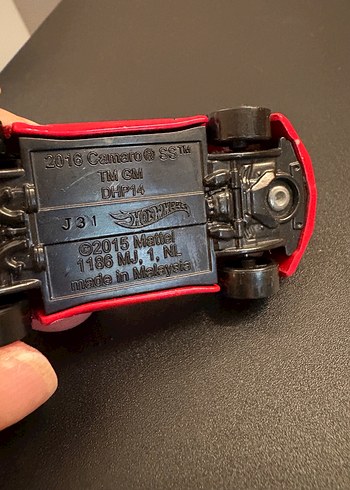 2016 Camaro® SS™
TM GM
DHP14
J31 HOT WHEELS
©2015 Mattel
1186 MJ, 1, NL
made in Malaysia